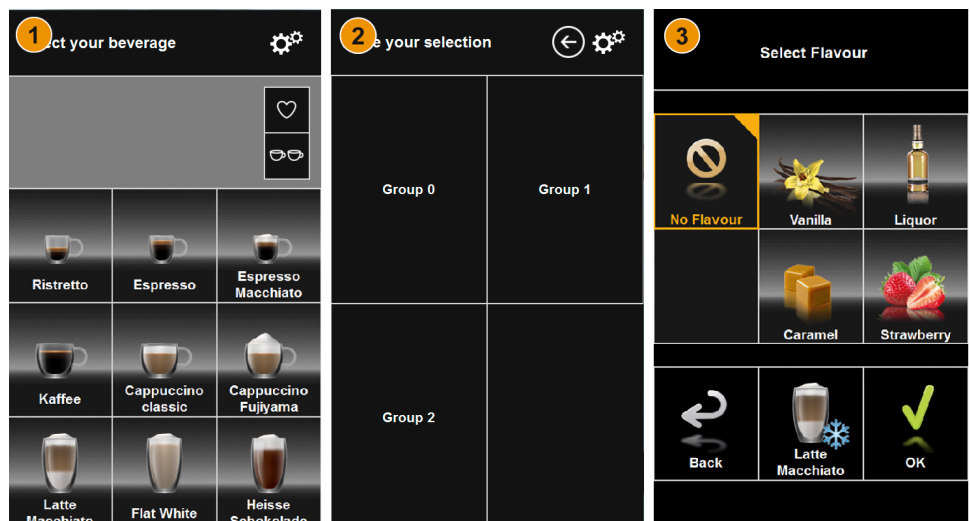 1
ect your beverage
Ristretto
Espresso
Espresso
Macchiato
Kaffee
Cappuccino
classic
Cappuccino
Fujiyama
Latte
Macchiato
Flat White
Heisse
Schokolade
2
e your selection
Group 0
Group 1
Group 2
3
Select Flavour
No Flavour
Vanilla
Liquor
Caramel
Strawberry
Back
Latte
Macchiato
OK